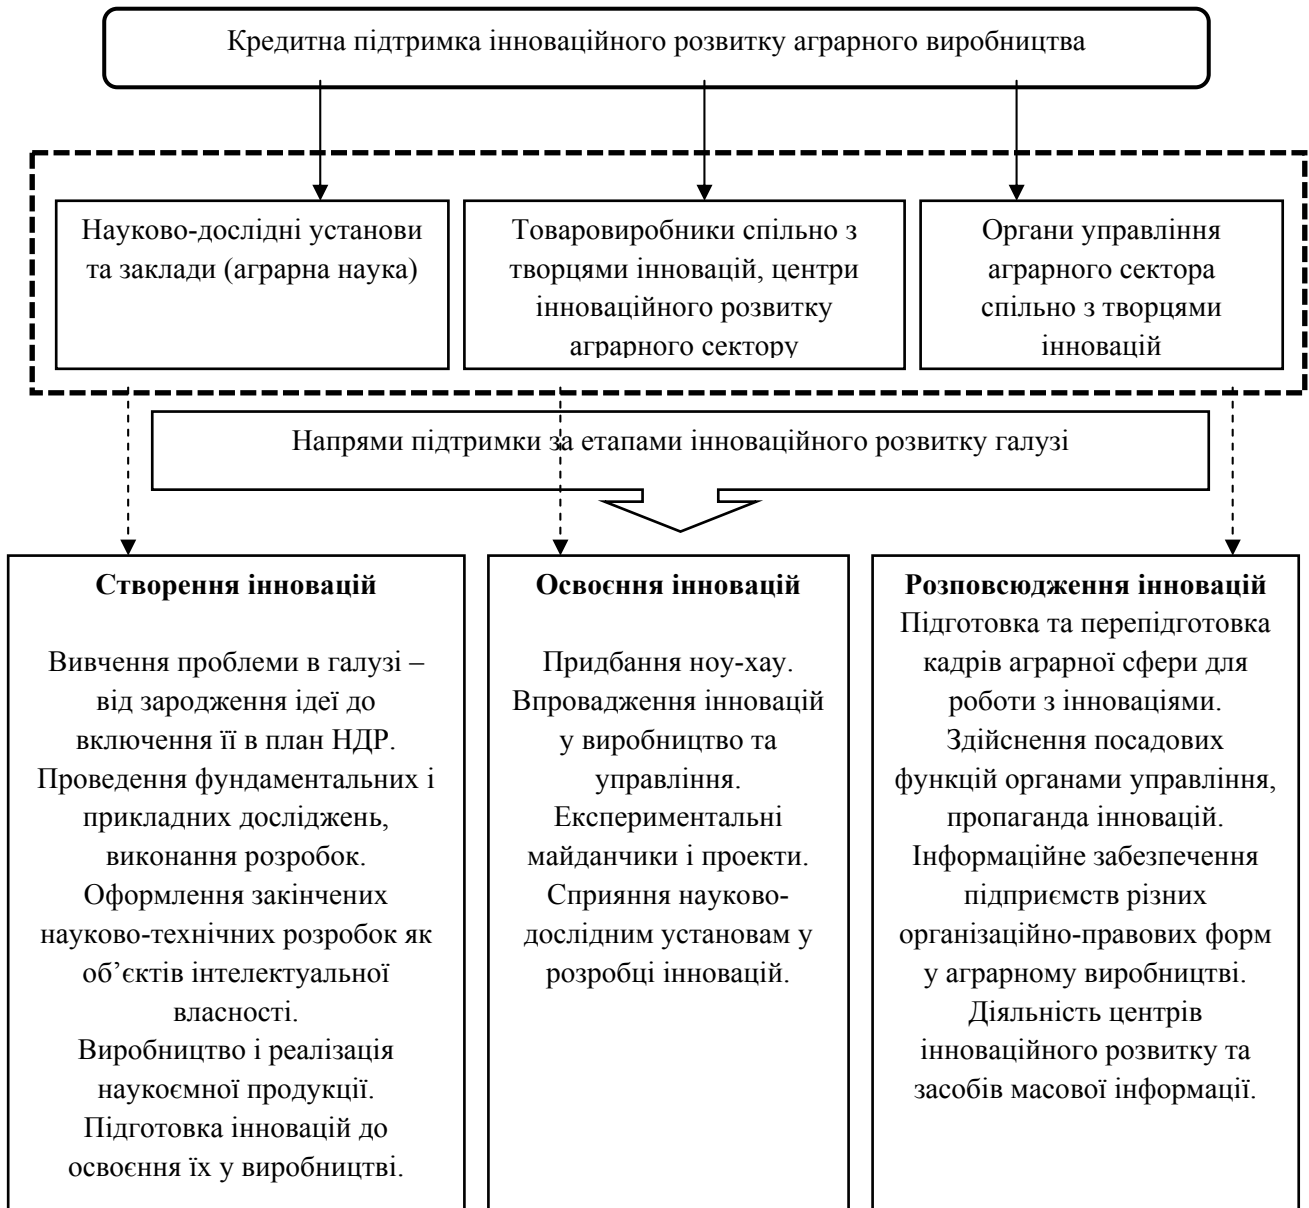 Кредитна підтримка інноваційного розвитку аграрного виробництва
Науково-дослідні установи
та заклади (аграрна наука)
Товаровиробники спільно з
творцями інновацій, центри
інноваційного розвитку
аграрного сектору
Органи управління
аграрного сектора
спільно з творцями
інновацій
Напрями підтримки за етапами інноваційного розвитку галузі
Створення інновацій
Вивчення проблеми в галузі –
від зародження ідеї до
включення її в план НДР.
Проведення фундаментальних і
прикладних досліджень,
виконання розробок.
Оформлення закінчених
науково-технічних розробок як
об’єктів інтелектуальної
власності.
Виробництво і реалізація
наукоємної продукції.
Підготовка інновацій до
освоєння їх у виробництві.
Освоєння інновацій
Придбання ноу-хау.
Впровадження інновацій
у виробництво та
управління.
Експериментальні
майданчики і проекти.
Сприяння науково-
дослідним установам у
розробці інновацій.
Розповсюдження інновацій
Підготовка та перепідготовка
кадрів аграрної сфери для
роботи з інноваціями.
Здійснення посадових
функцій органами управління,
пропаганда інновацій.
Інформаційне забезпечення
підприємств різних
організаційно-правових форм
у аграрному виробництві.
Діяльність центрів
інноваційного розвитку та
засобів масової інформації.